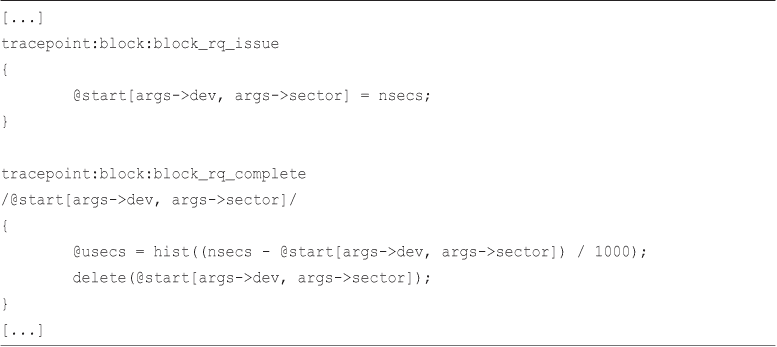 [...]
tracepoint:block:block_rq_issue
{
        @start[args->dev, args->sector] = nsecs;
}

tracepoint:block:block_rq_complete
/@start[args->dev, args->sector]/
{
        @usecs = hist((nsecs - @start[args->dev, args->sector]) / 1000);
        delete(@start[args->dev, args->sector]);
}
[...]